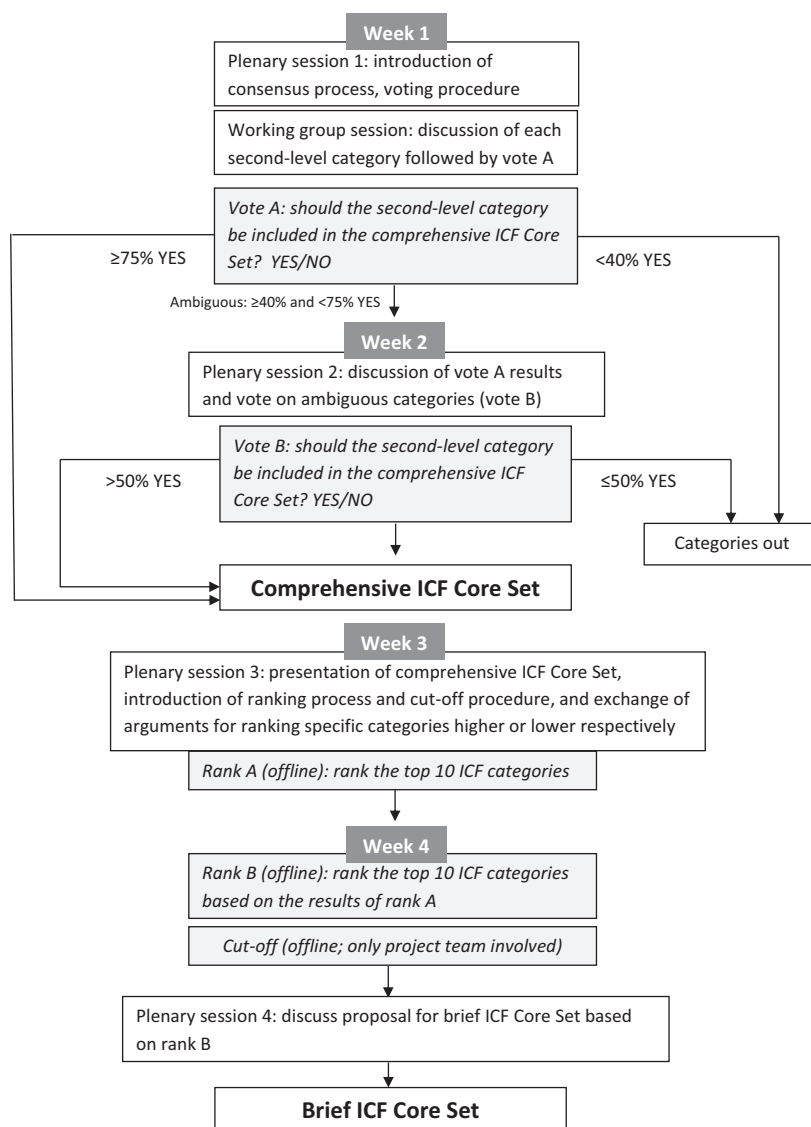 Week 1
Plenary session 1: introduction of
consensus process, voting procedure
Working group session: discussion of each
second-level category followed by vote A
Vote A: should the second-level category
be included in the comprehensive ICF Core
Set?  YES/NO
≥75% YES
<40% YES
Ambiguous: ≥40% and <75% YES
Week 2
Plenary session 2: discussion of vote A results
and vote on ambiguous categories (vote B)
Vote B: should the second-level category
be included in the comprehensive ICF
Core Set? YES/NO
>50% YES
≤50% YES
Categories out
Comprehensive ICF Core Set
Week 3
Plenary session 3: presentation of comprehensive ICF Core Set,
introduction of ranking process and cut-off procedure, and exchange of
arguments for ranking specific categories higher or lower respectively
Rank A (offline): rank the top 10 ICF categories
Week 4
Rank B (offline): rank the top 10 ICF categories
based on the results of rank A
Cut-off (offline; only project team involved)
Plenary session 4: discuss proposal for brief ICF Core Set based
on rank B
Brief ICF Core Set